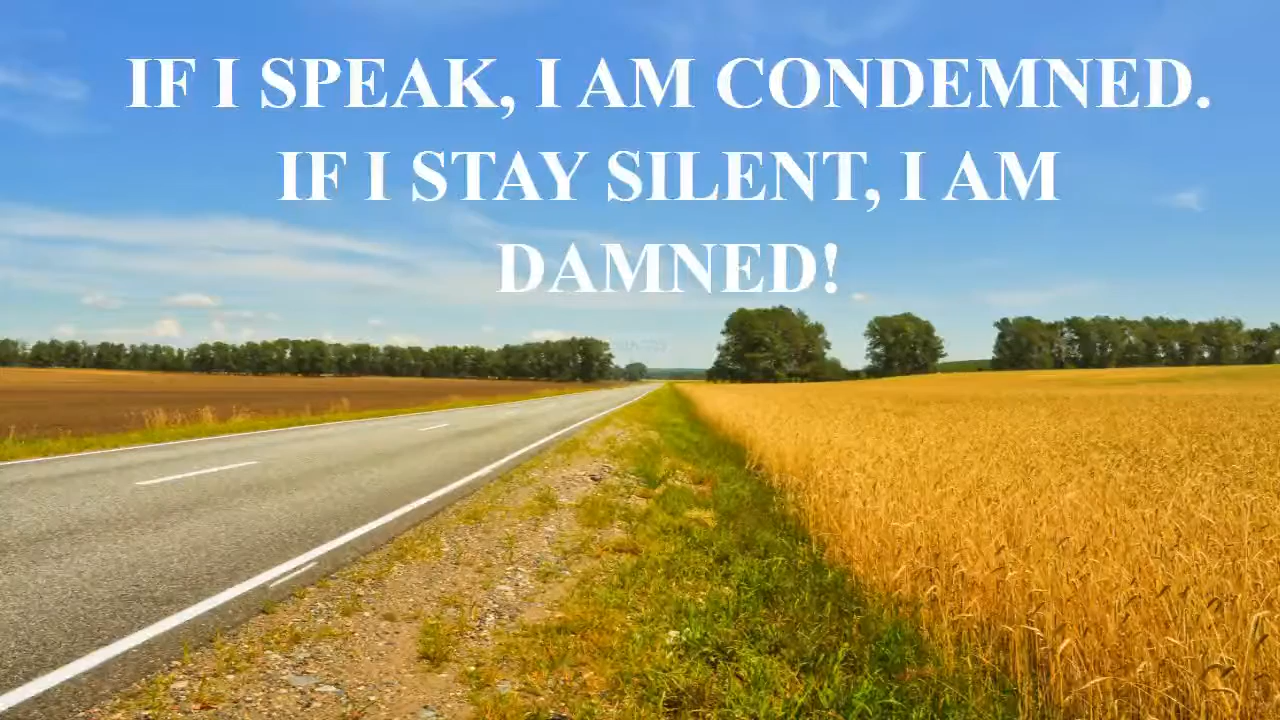 IF I SPEAK, I AM CONDEMNED.
IF I STAY SILENT, I AM
DAMNED!